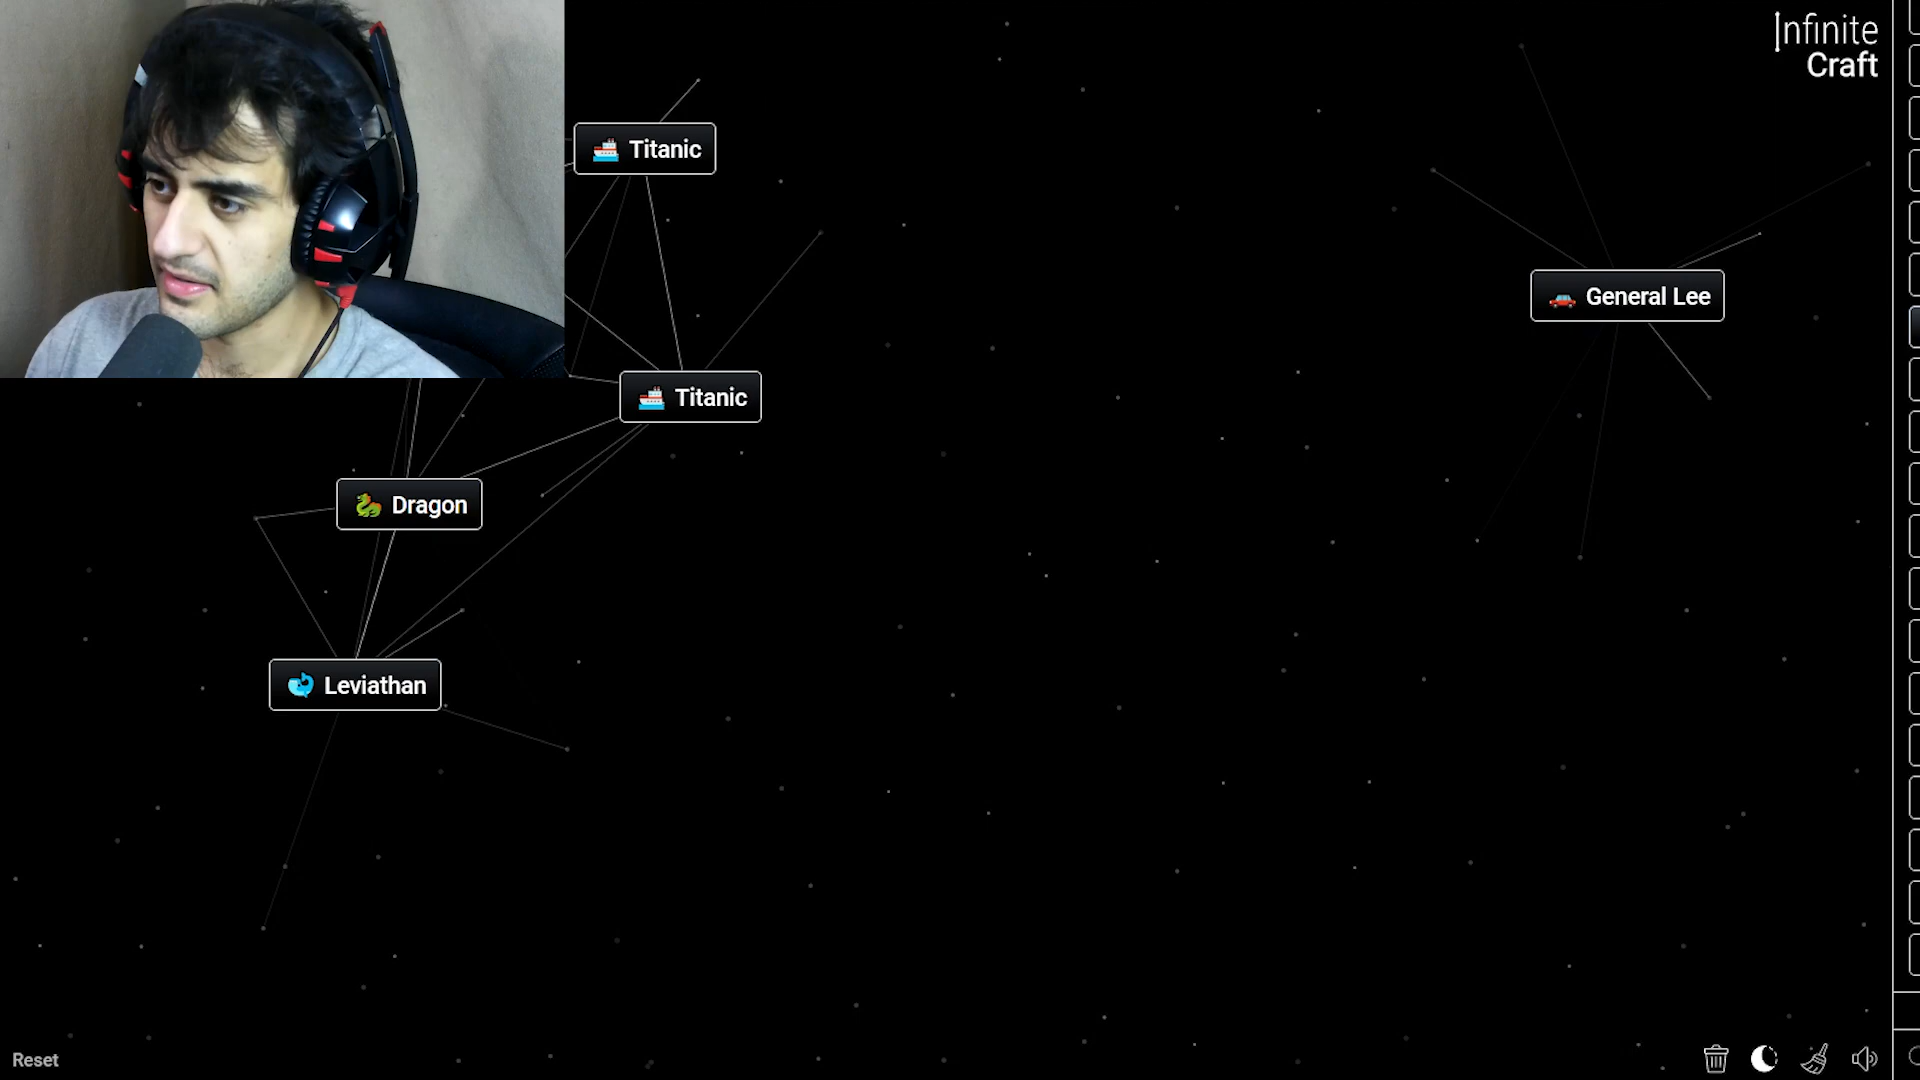 Infinite
Craft
Titanic
General Lee
Titanic
Dragon
Leviathan
Reset